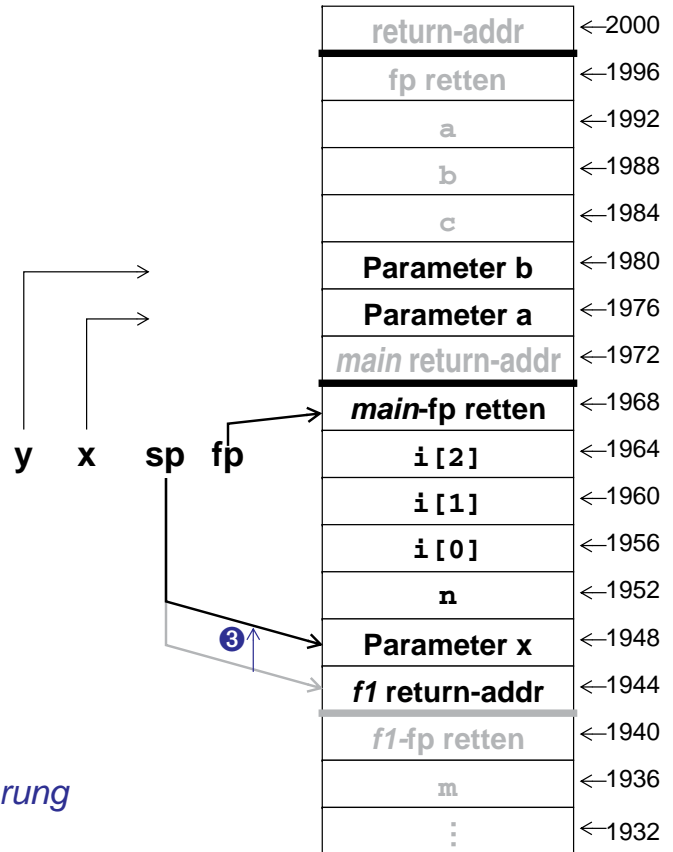 return-addr ←2000
fp retten ←1996
a ←1992
b ←1988
c ←1984
Parameter b ←1980
Parameter a ←1976
main return-addr ←1972
main-fp retten ←1968
y x sp fp i[2] ←1964
i[1] ←1960
i[0] ←1956
n ←1952
❸ Parameter x ←1948
f1 return-addr ←1944
f1-fp retten ←1940
m ←1936
rung
⋮ ←1932